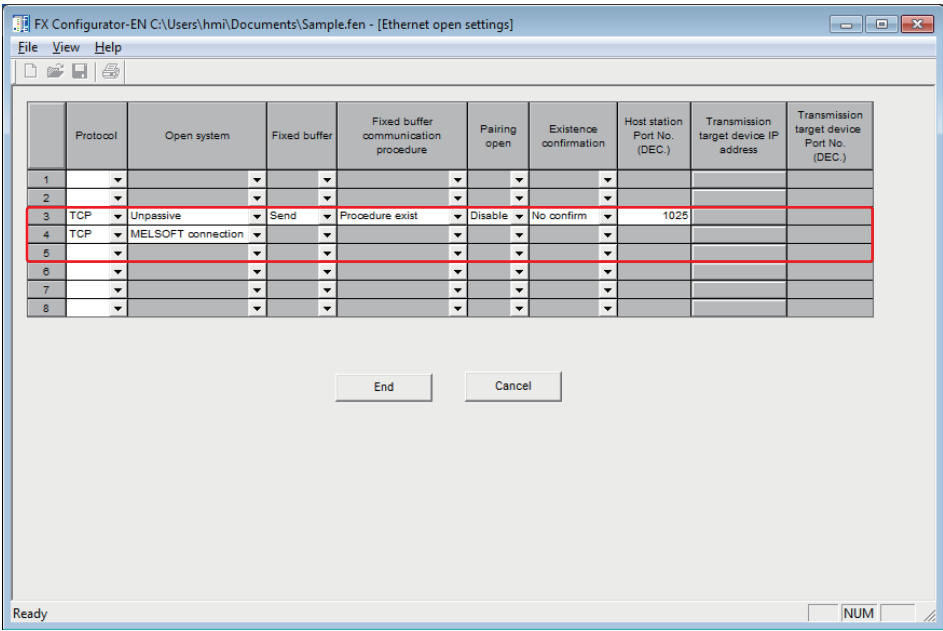 FX Configurator-EN C:\Users\hmi\Documents\Sample.fen - [Ethernet open settings]
File View Help
Protocol
Open system
Fixed buffer
Fixed buffer
communication
procedure
Pairing
open
Existence
confirmation
Host station
Port No.
(DEC.)
Transmission
target device IP
address
Transmission
target device
Port No.
(DEC.)
1
2
3 TCP Unpassive Send Procedure exist Disable No confirm 1025
4 TCP MELSOFT connection
5
6
7
8
End Cancel
Ready NUM